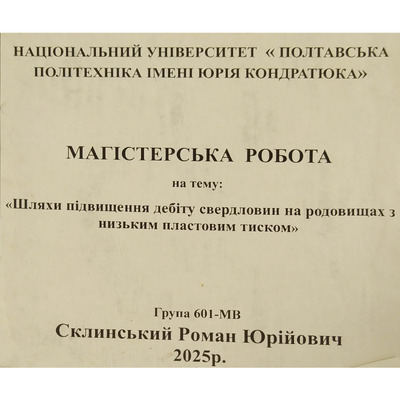 НАЦІОНАЛЬНИЙ УНІВЕРСИТЕТ « ПОЛТАВСЬКА
ПОЛІТЕХНІКА ІМЕНІ ЮРІЯ КОНДРАТЮКА»
МАГІСТЕРСЬКА РОБОТА
на тему:
«Шляхи підвищення дебіту свердловин на родовищах з
низьким пластовим тиском»
Група 601-МВ
Склинський Роман Юрійович
2025р.